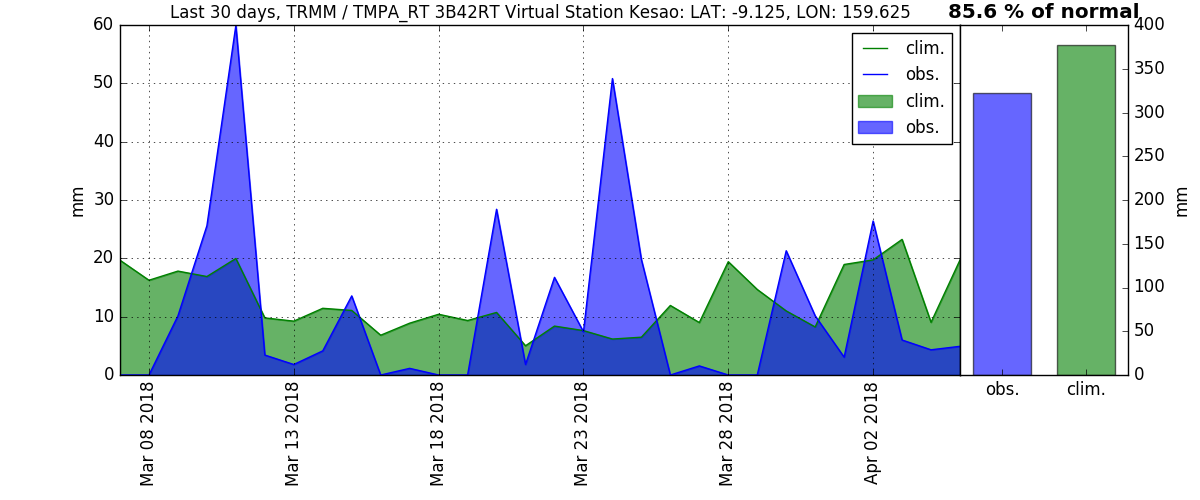 Last 30 days, TRMM / TMPA_RT 3B42RT Virtual Station Kesao: LAT: -9.125, LON: 159.625
85.6 % of normal
60
50
40
30
20
10
0
mm
clim.
obs.
clim.
obs.
Mar 08 2018
Mar 13 2018
Mar 18 2018
Mar 23 2018
Mar 28 2018
Apr 02 2018
400
350
300
250
200
150
100
50
0
mm
obs.
clim.